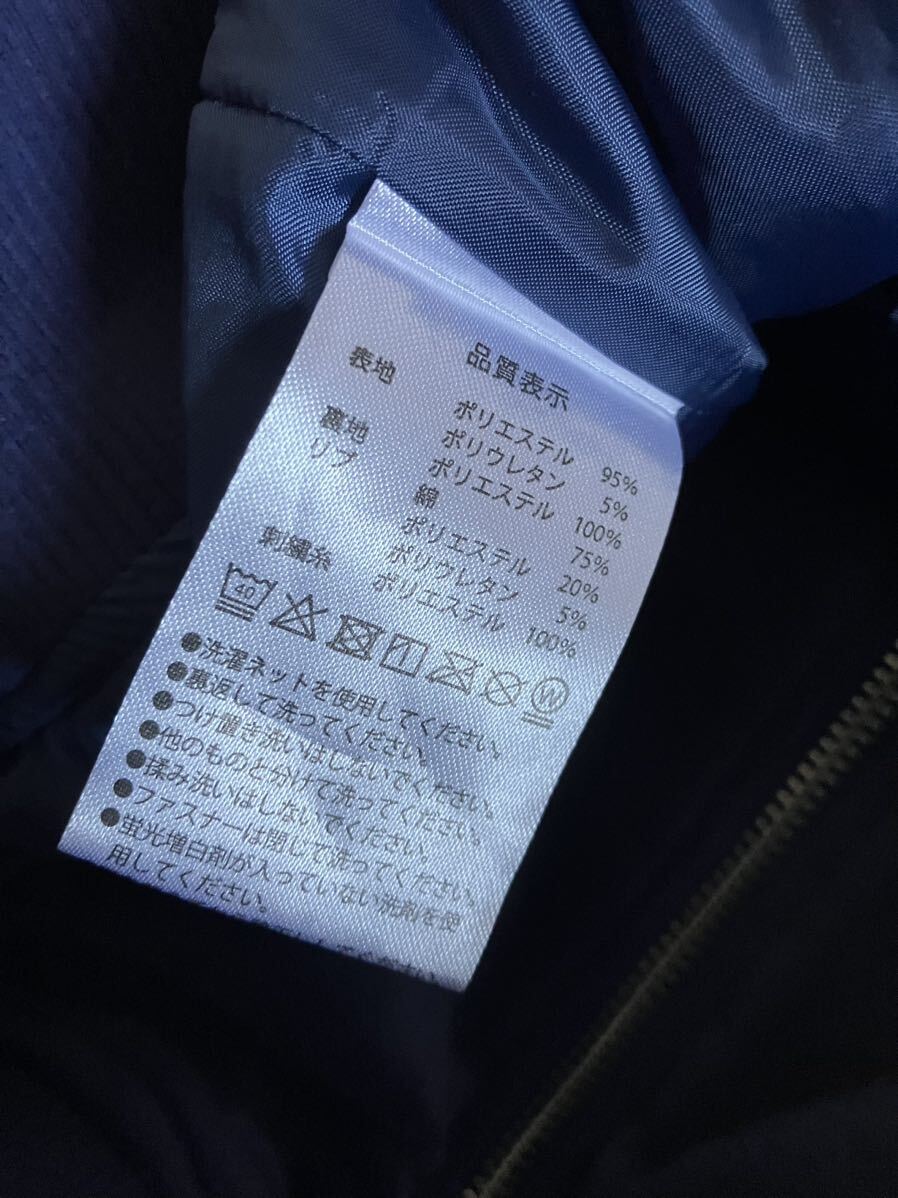 品質表示
表地 ポリエステル 95%
ポリウレタン 5%
裏地 ポリエステル 100%
リブ 綿 75%
ポリエステル 20%
ポリウレタン 5%
刺繍糸 ポリエステル 100%
40 W
●洗濯ネットを使用してください。
●裏返して洗ってください。
●つけ置き洗いはしないでください。
●他のものと分けて洗ってください。
●揉み洗いはしないでください。
●ファスナーは閉じて洗ってください。
●蛍光増白剤が入っていない洗剤を使
用してください。